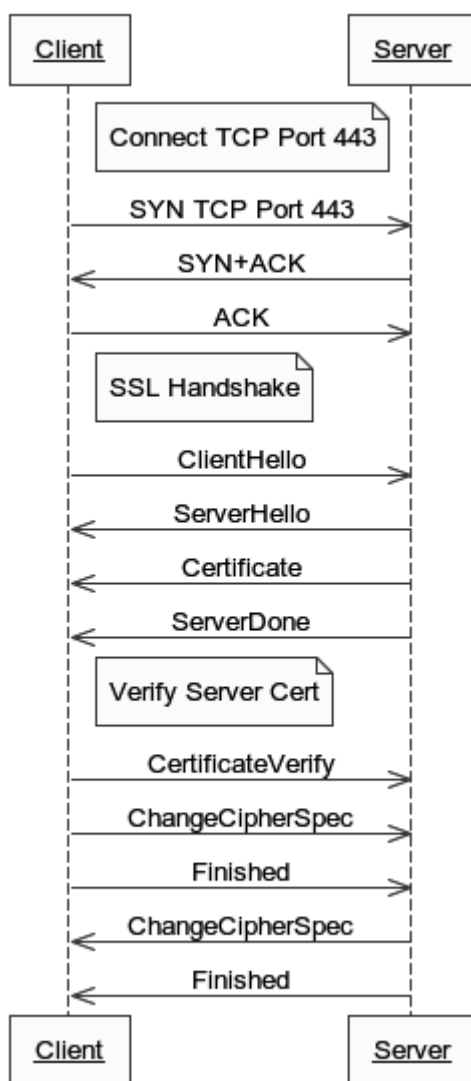 Client Server
Connect TCP Port 443
SYN TCP Port 443
SYN+ACK
ACK
SSL Handshake
ClientHello
ServerHello
Certificate
ServerDone
Verify Server Cert
CertificateVerify
ChangeCipherSpec
Finished
ChangeCipherSpec
Finished
Client Server